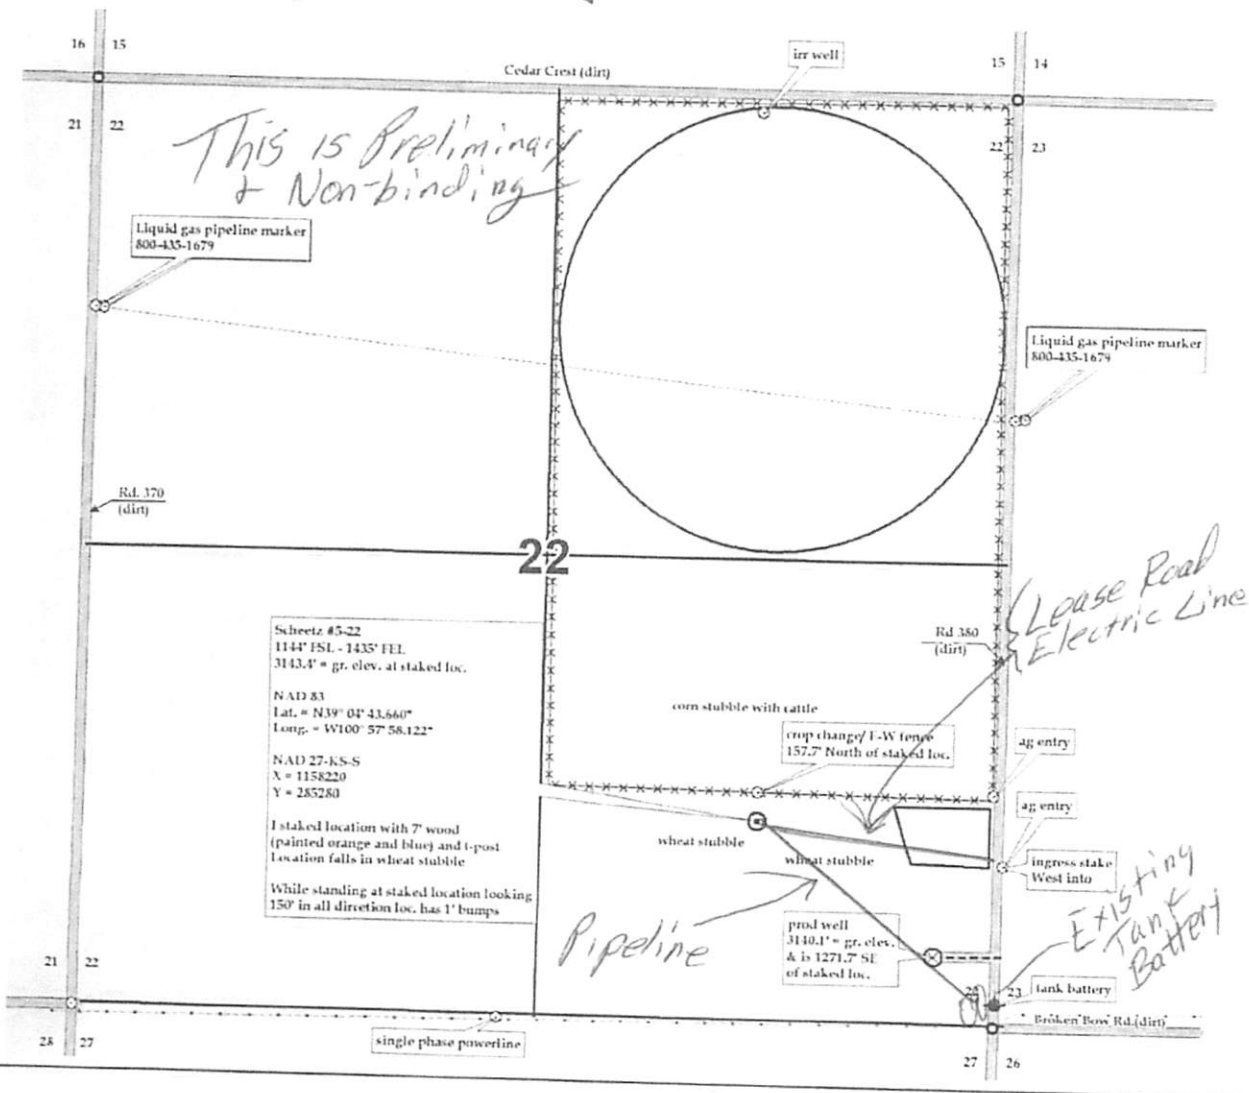 16 15
15 14
irr well
Cedar Crest (dirt)
21 22
22 23
This is Preliminary
& Non-binding
Liquid gas pipeline marker
800-435-1679
Liquid gas pipeline marker
800-435-1679
Rd. 370
(dirt)
22
Lease Road
Electric Line
Rd 380
(dirt)
Scheetz #5-22
1144' FSL - 1435' FEL
3143.4' = gr. elev. at staked loc.
NAD 83
Lat. = N39° 04' 43.660"
Long. = W100° 57' 58.122"
NAD 27-KS-S
X = 1158220
Y = 285280
I staked location with 7' wood
(painted orange and blue) and t-post
Location falls in wheat stubble
While standing at staked location looking
150' in all direction loc. has 1' bumps
corn stubble with cattle
crop change/ E-W fence
157.7' North of staked loc.
ag entry
ag entry
wheat stubble
wheat stubble
ingress stake
West into
Pipeline
prod well
3140.1' = gr. elev.
& is 1271.7' SE
of staked loc.
Existing
Tank
Battery
21 22
23
tank battery
Broken Bow Rd.(dirt)
single phase powerline
28 27
27 26